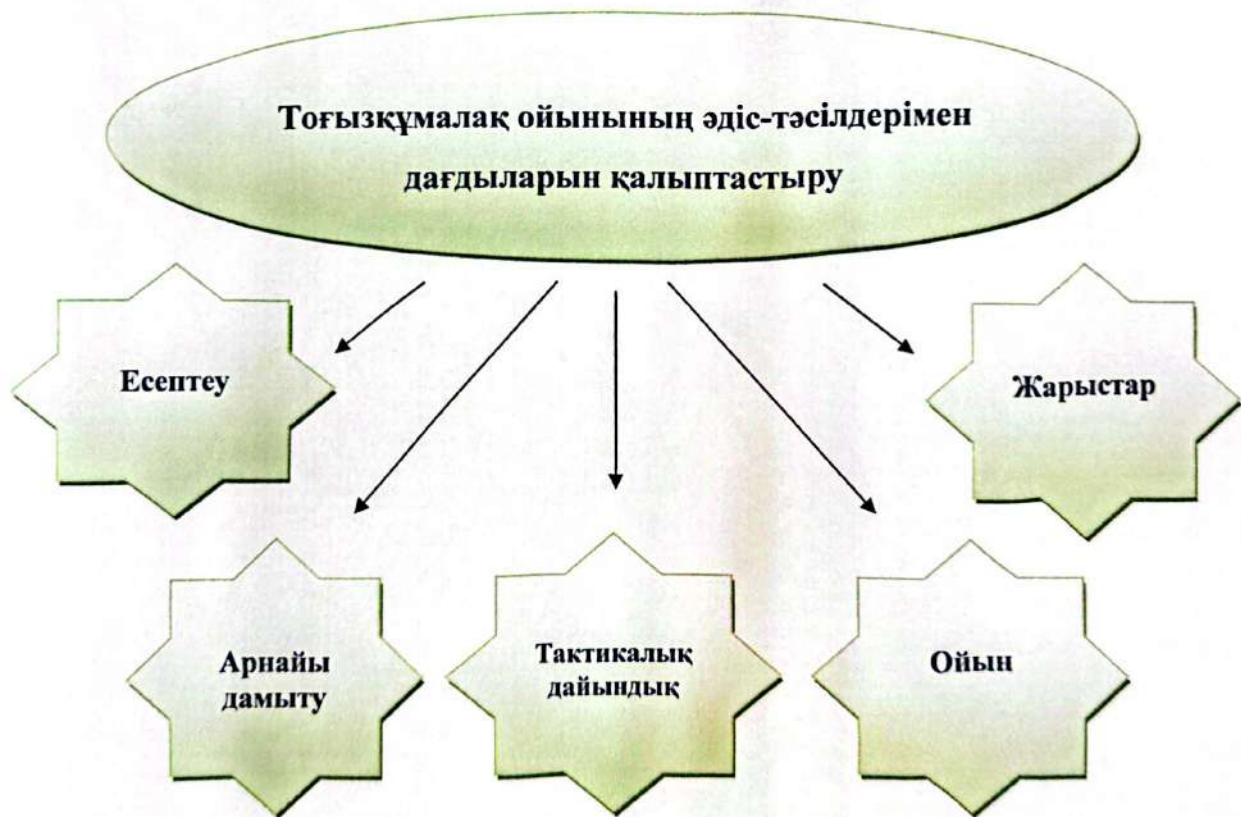 Тоғызқұмалақ ойынының әдіс-тәсілдерімен
дағдыларын қалыптастыру
Есептеу
Жарыстар
Арнайы
дамыту
Тактикалық
дайындық
Ойын